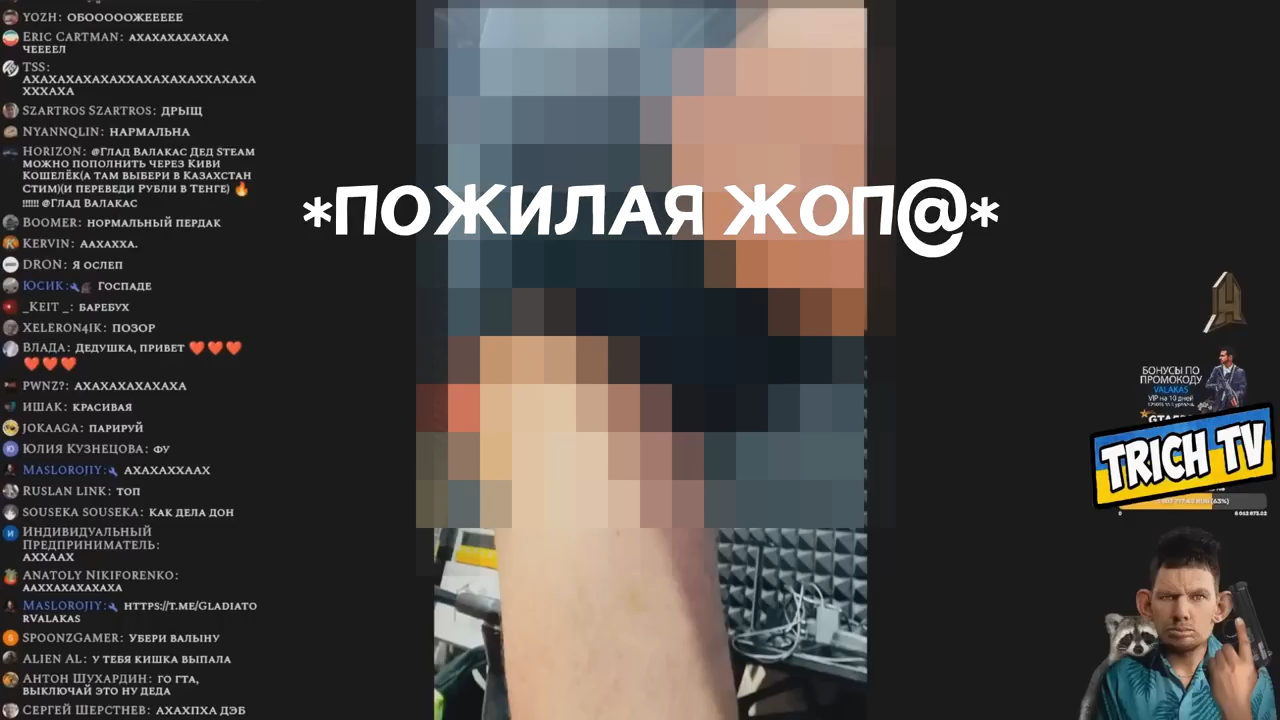 YOZH: ОБОООООЖЕЕЕЕЕ
ERIC CARTMAN: АХАХАХАХАХАХА
ЧЕЕЕЕЛ
TSS:
АХАХАХАХАХАХХАХАХАХАХХАХАХА
ХХХАХА
SZARTROS SZARTROS: ДРЫЩ
NYANNQLIN: НАРМАЛЬНА
HORIZON: @ГЛАД ВАЛАКАС ДЕД STEAM
МОЖНО ПОПОЛНИТЬ ЧЕРЕЗ КИВИ
КОШЕЛЁК(А ТАМ ВЫБЕРИ В КАЗАХСТАН
СТИМ)(И ПЕРЕВЕДИ РУБЛИ В ТЕНГЕ) 🔥
!!!!!! @ГЛАД ВАЛАКАС
BOOMER: НОРМАЛЬНЫЙ ПЕРДАК
KERVIN: ААХАХХА.
DRON: Я ОСЛЕП
ЮСИК: ГОСПАДЕ
_KEIT _: БАРЕБУХ
XELERON4IK: ПОЗОР
ВЛАДА: ДЕДУШКА, ПРИВЕТ ❤️❤️❤️
❤️❤️❤️
PWNZ?: АХАХАХАХАХАХА
ИШАК: КРАСИВАЯ
JOKAAGA: ПАРИРУЙ
ЮЛИЯ КУЗНЕЦОВА: ФУ
MASLOROJIY: АХАХАХХААХ
RUSLAN LINK: ТОП
SOUSEKA SOUSEKA: КАК ДЕЛА ДОН
ИНДИВИДУАЛЬНЫЙ
ПРЕДПРИНИМАТЕЛЬ:
АХХААХ
ANATOLY NIKIFORENKO:
ААХХАХАХАХАХА
MASLOROJIY: HTTPS://T.ME/GLADIATO
RVALAKAS
SPOONZGAMER: УБЕРИ ВАЛЫНУ
ALIEN AL: У ТЕБЯ КИШКА ВЫПАЛА
АНТОН ШУХАРДИН: ГО ГТА,
ВЫКЛЮЧАЙ ЭТО НУ ДЕДА
СЕРГЕЙ ШЕРСТНЕВ: АХАХПХА ДЭБ
*ПОЖИЛАЯ ЖОП@*
БОНУСЫ ПО
ПРОМОКОДУ
VALAKAS
VIP на 10 дней
TRICH TV